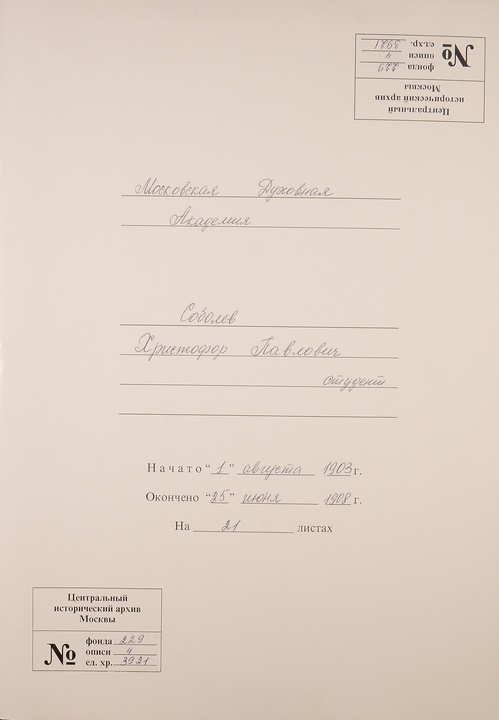 Центральный
исторический архив
Москвы
№
фонда 229
описи 4
ед.хр. 3921
Московская Духовная
Академия
Соболев
Христофор Павлович
студент
Начато "1" августа 1903 г.
Окончено "25" июня 1908 г.
На 21 листах
Центральный
исторический архив
Москвы
№
фонда 229
описи 4
ед. хр. 3921